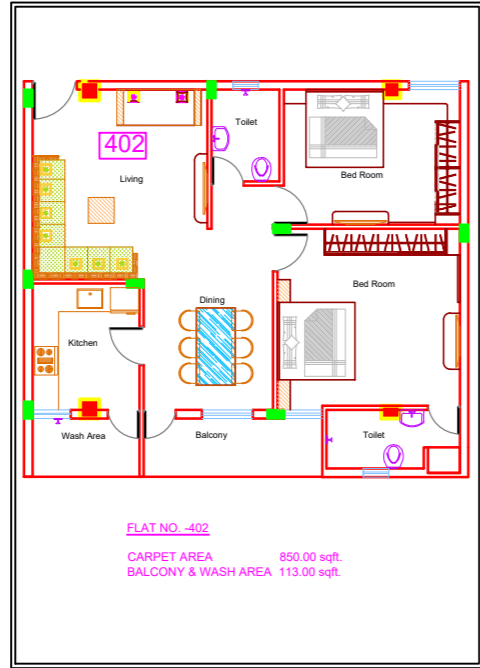 402
Toilet
Bed Room
Living
Bed Room
Dining
Kitchen
Wash Area
Balcony
Toilet
FLAT NO. -402
CARPET AREA 850.00 sqft.
BALCONY & WASH AREA 113.00 sqft.